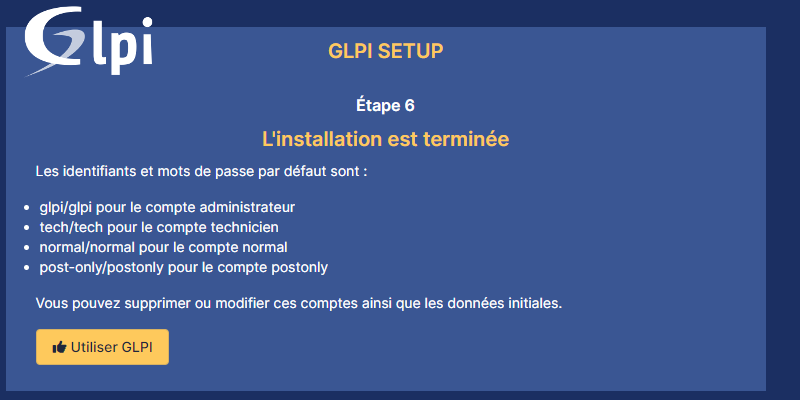 Glpi
GLPI SETUP
Étape 6
L'installation est terminée
Les identifiants et mots de passe par défaut sont :
glpi/glpi pour le compte administrateur
tech/tech pour le compte technicien
normal/normal pour le compte normal
post-only/postonly pour le compte postonly
Vous pouvez supprimer ou modifier ces comptes ainsi que les données initiales.
Utiliser GLPI